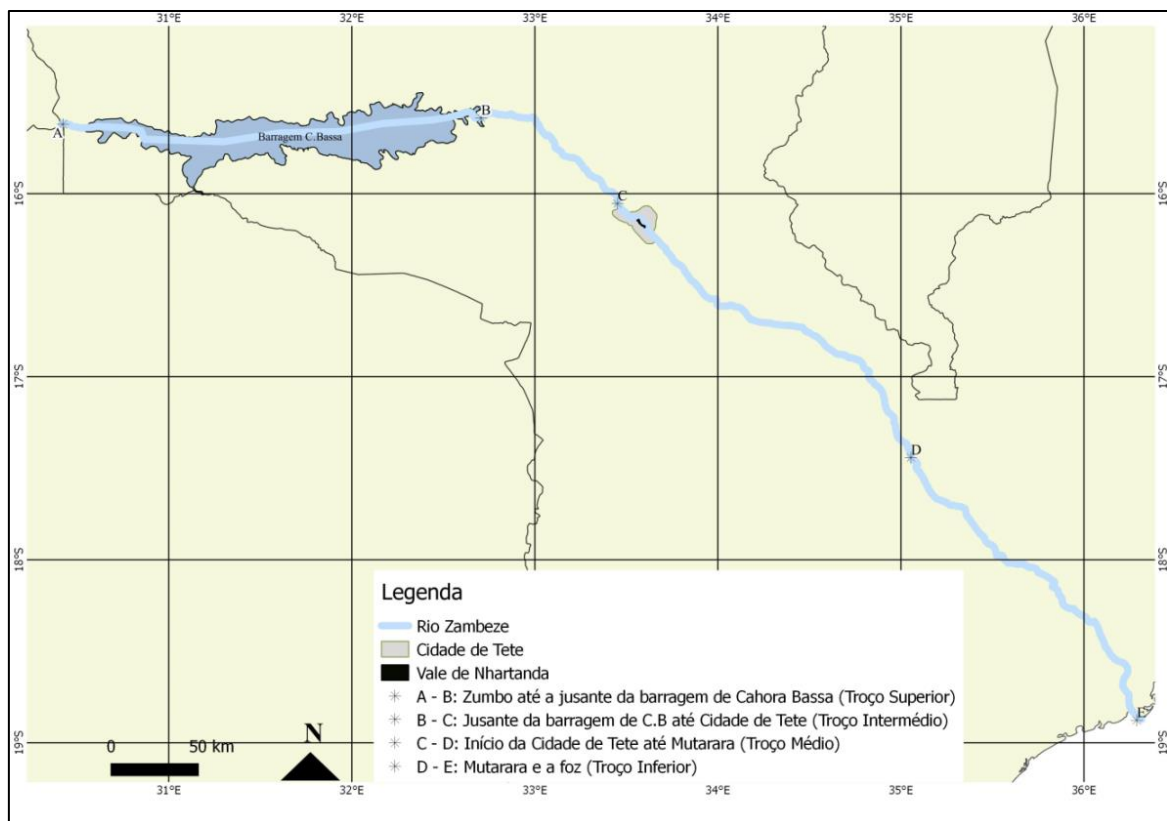 31°E 32°E 33°E 34°E 35°E 36°E
A
Barragem C.Bassa
B
16°S 16°S
C
17°S 17°S
D
18°S 18°S
Legenda
Rio Zambeze
Cidade de Tete
Vale de Nhartanda
A - B: Zumbo até a jusante da barragem de Cahora Bassa (Troço Superior)
B - C: Jusante da barragem de C.B até Cidade de Tete (Troço Intermédio)
C - D: Início da Cidade de Tete até Mutarara (Troço Médio)
D - E: Mutarara e a foz (Troço Inferior)
E
N
0 50 km
19°S 19°S
31°E 32°E 33°E 34°E 35°E 36°E